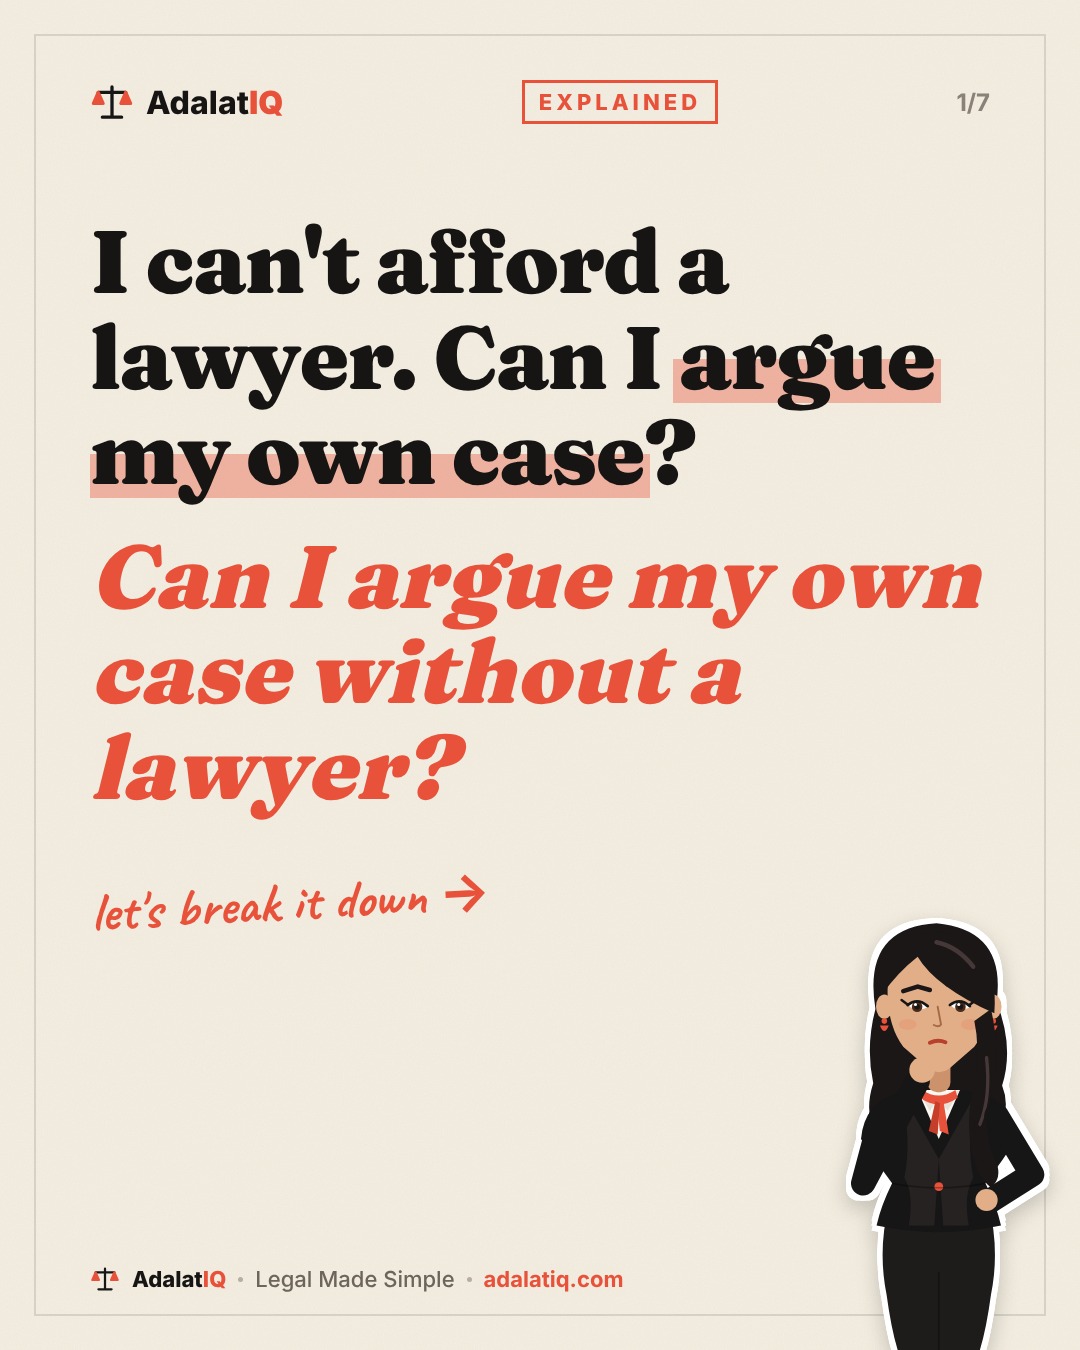 AdalatIQ
EXPLAINED
1/7
I can't afford a
lawyer. Can I argue
my own case?
Can I argue my own
case without a
lawyer?
let's break it down →
AdalatIQ • Legal Made Simple • adalatiq.com